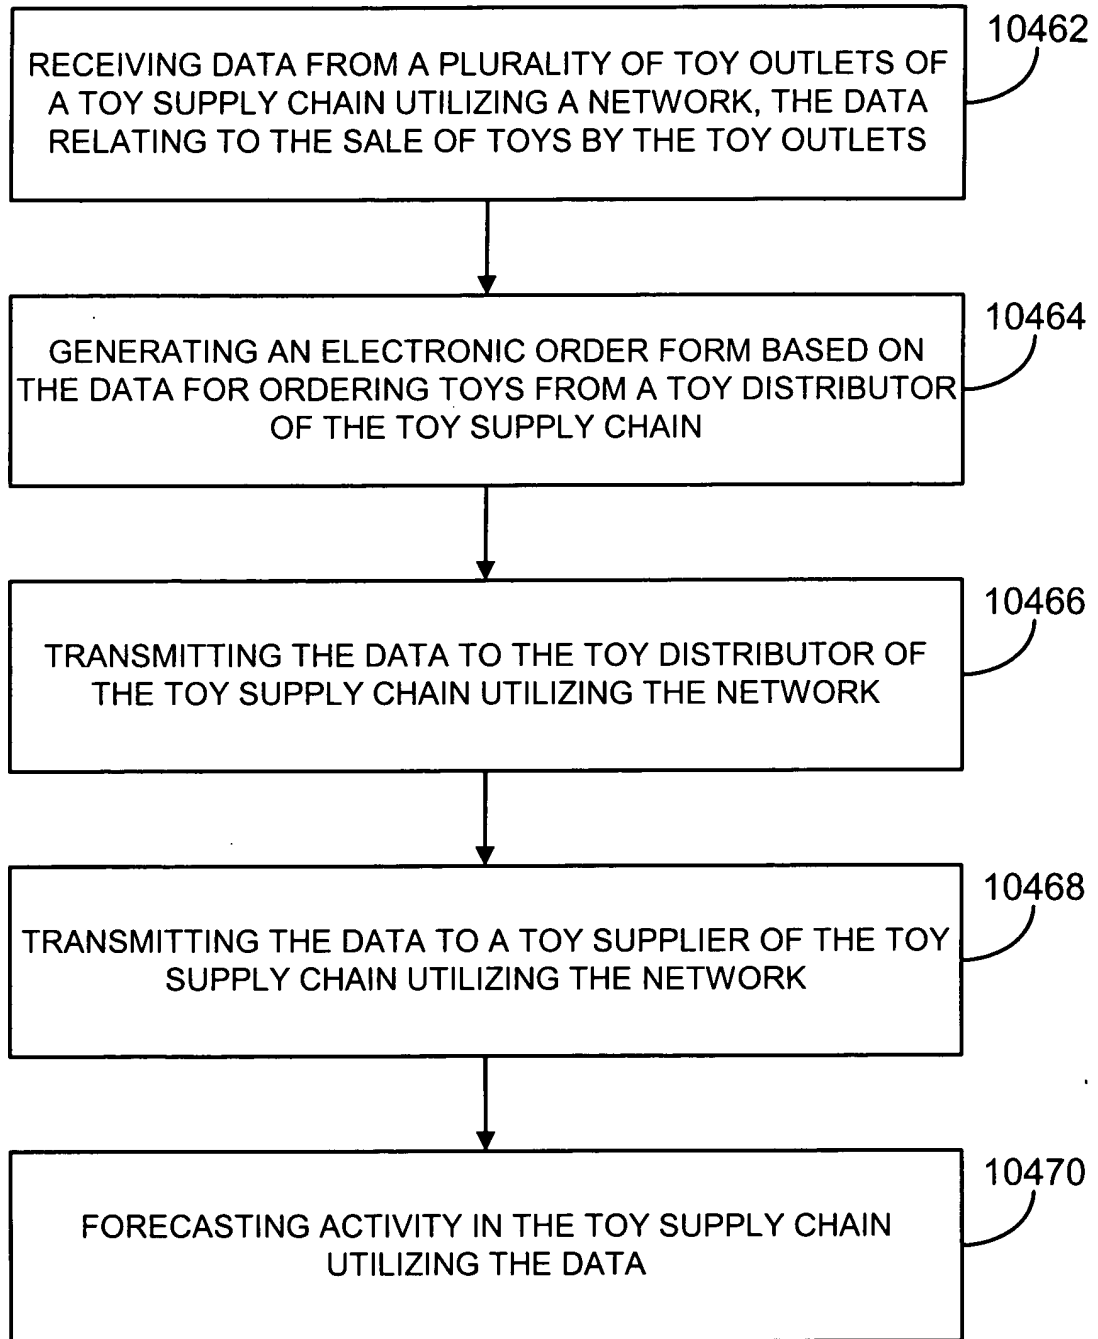 10462
RECEIVING DATA FROM A PLURALITY OF TOY OUTLETS OF
A TOY SUPPLY CHAIN UTILIZING A NETWORK, THE DATA
RELATING TO THE SALE OF TOYS BY THE TOY OUTLETS
10464
GENERATING AN ELECTRONIC ORDER FORM BASED ON
THE DATA FOR ORDERING TOYS FROM A TOY DISTRIBUTOR
OF THE TOY SUPPLY CHAIN
10466
TRANSMITTING THE DATA TO THE TOY DISTRIBUTOR OF
THE TOY SUPPLY CHAIN UTILIZING THE NETWORK
10468
TRANSMITTING THE DATA TO A TOY SUPPLIER OF THE TOY
SUPPLY CHAIN UTILIZING THE NETWORK
10470
FORECASTING ACTIVITY IN THE TOY SUPPLY CHAIN
UTILIZING THE DATA